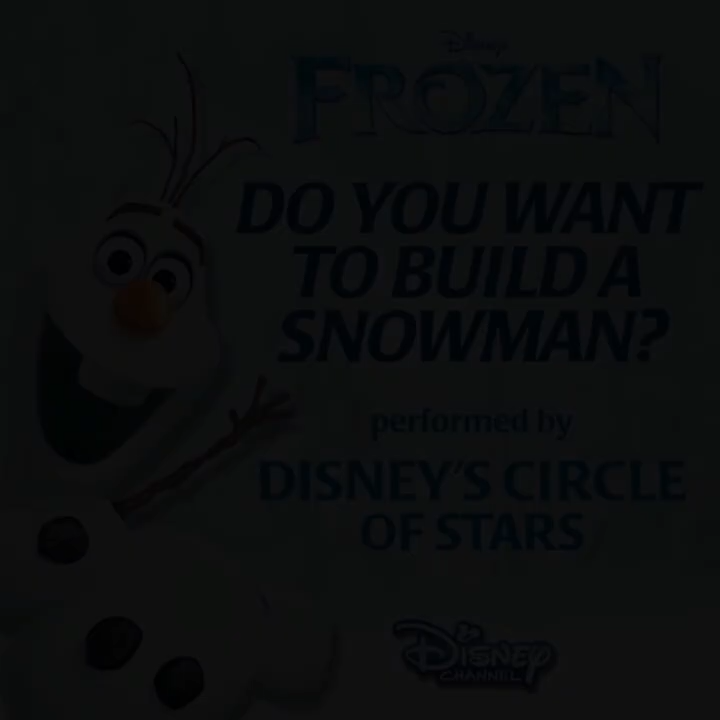 Disney
FROZEN
DO YOU WANT
TO BUILD A
SNOWMAN?
performed by
DISNEY'S CIRCLE
OF STARS
Disney
CHANNEL